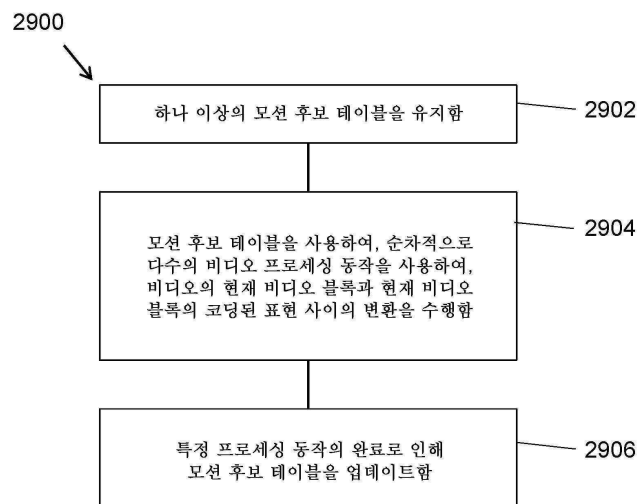 2900
하나 이상의 모션 후보 테이블을 유지함
2902
모션 후보 테이블을 사용하여, 순차적으로
다수의 비디오 프로세싱 동작을 사용하여,
비디오의 현재 비디오 블록과 현재 비디오
블록의 코딩된 표현 사이의 변환을 수행함
2904
특정 프로세싱 동작의 완료로 인해
모션 후보 테이블을 업데이트함
2906